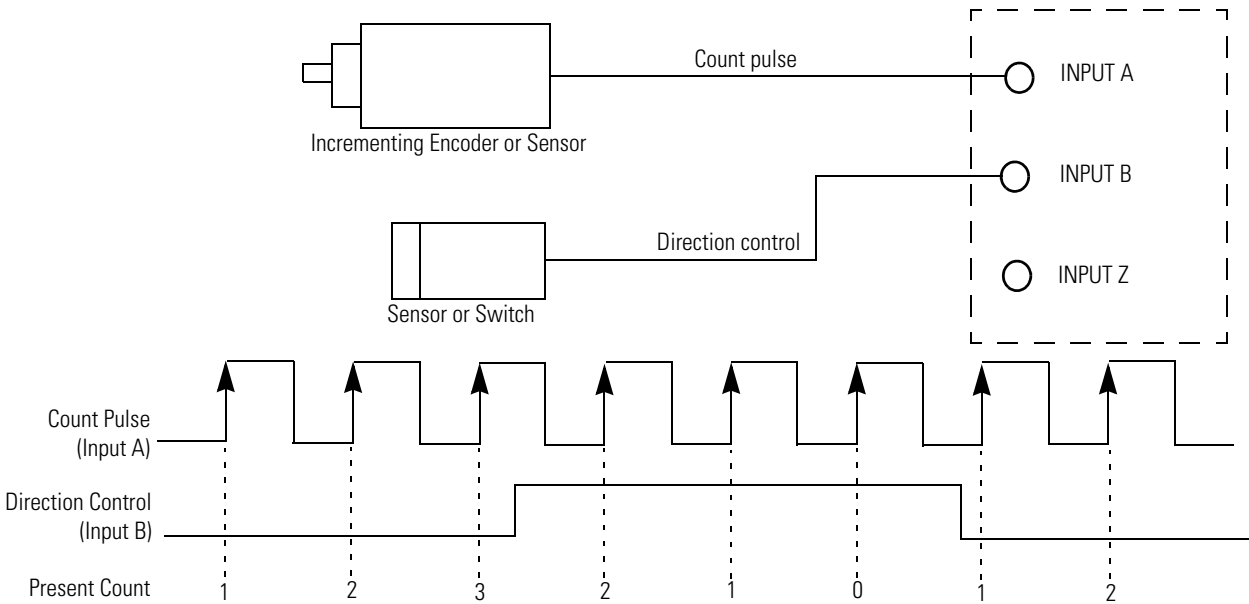 Count pulse
INPUT A
Incrementing Encoder or Sensor
INPUT B
Direction control
INPUT Z
Sensor or Switch
Count Pulse
(Input A)
Direction Control
(Input B)
Present Count 1 2 3 2 1 0 1 2